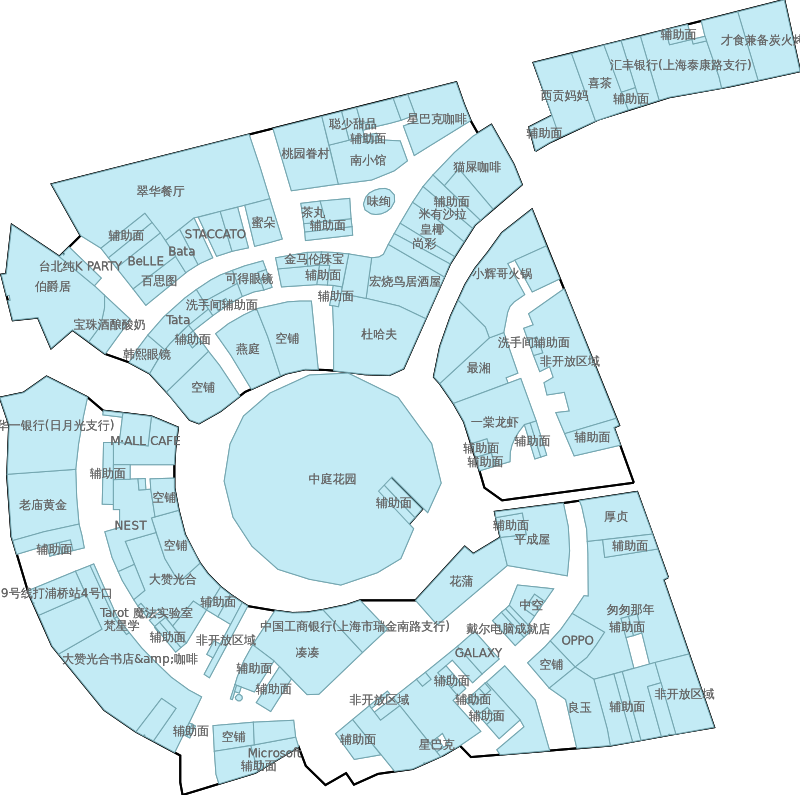 辅助面
才食兼备炭火烤
汇丰银行(上海泰康路支行)
喜茶
西贡妈妈
辅助面
辅助面
聪少甜品
星巴克咖啡
辅助面
桃园眷村
南小馆
猫屎咖啡
翠华餐厅
味绚
辅助面
茶丸
米有沙拉
蜜朵
辅助面
皇椰
STACCATO
辅助面
尚彩
Bata
BeLLE
金马伦珠宝
台北纯K PARTY
辅助面
小辉哥火锅
百思图
可得眼镜
宏烧鸟居酒屋
伯爵居
辅助面
洗手间
辅助面
Tata
宝珠酒酿酸奶
杜哈夫
辅助面
空铺
洗手间
辅助面
燕庭
韩熙眼镜
非开放区域
最湘
空铺
一棠龙虾
华一银行(日月光支行)
辅助面
M·ALL CAFE
辅助面
辅助面
辅助面
辅助面
中庭花园
空铺
老庙黄金
辅助面
厚贞
NEST
辅助面
平成屋
空铺
辅助面
辅助面
大赞光合
花蒲
9号线打浦桥站4号口
辅助面
中空
Tarot 魔法实验室
匆匆那年
梵星学
中国工商银行(上海市瑞金南路支行)
戴尔电脑成就店
辅助面
辅助面
非开放区域
OPPO
凑凑
GALAXY
大赞光合书店&amp;咖啡
空铺
辅助面
辅助面
辅助面
非开放区域
非开放区域
辅助面
良玉
辅助面
辅助面
辅助面
空铺
辅助面
星巴克
Microsoft
辅助面